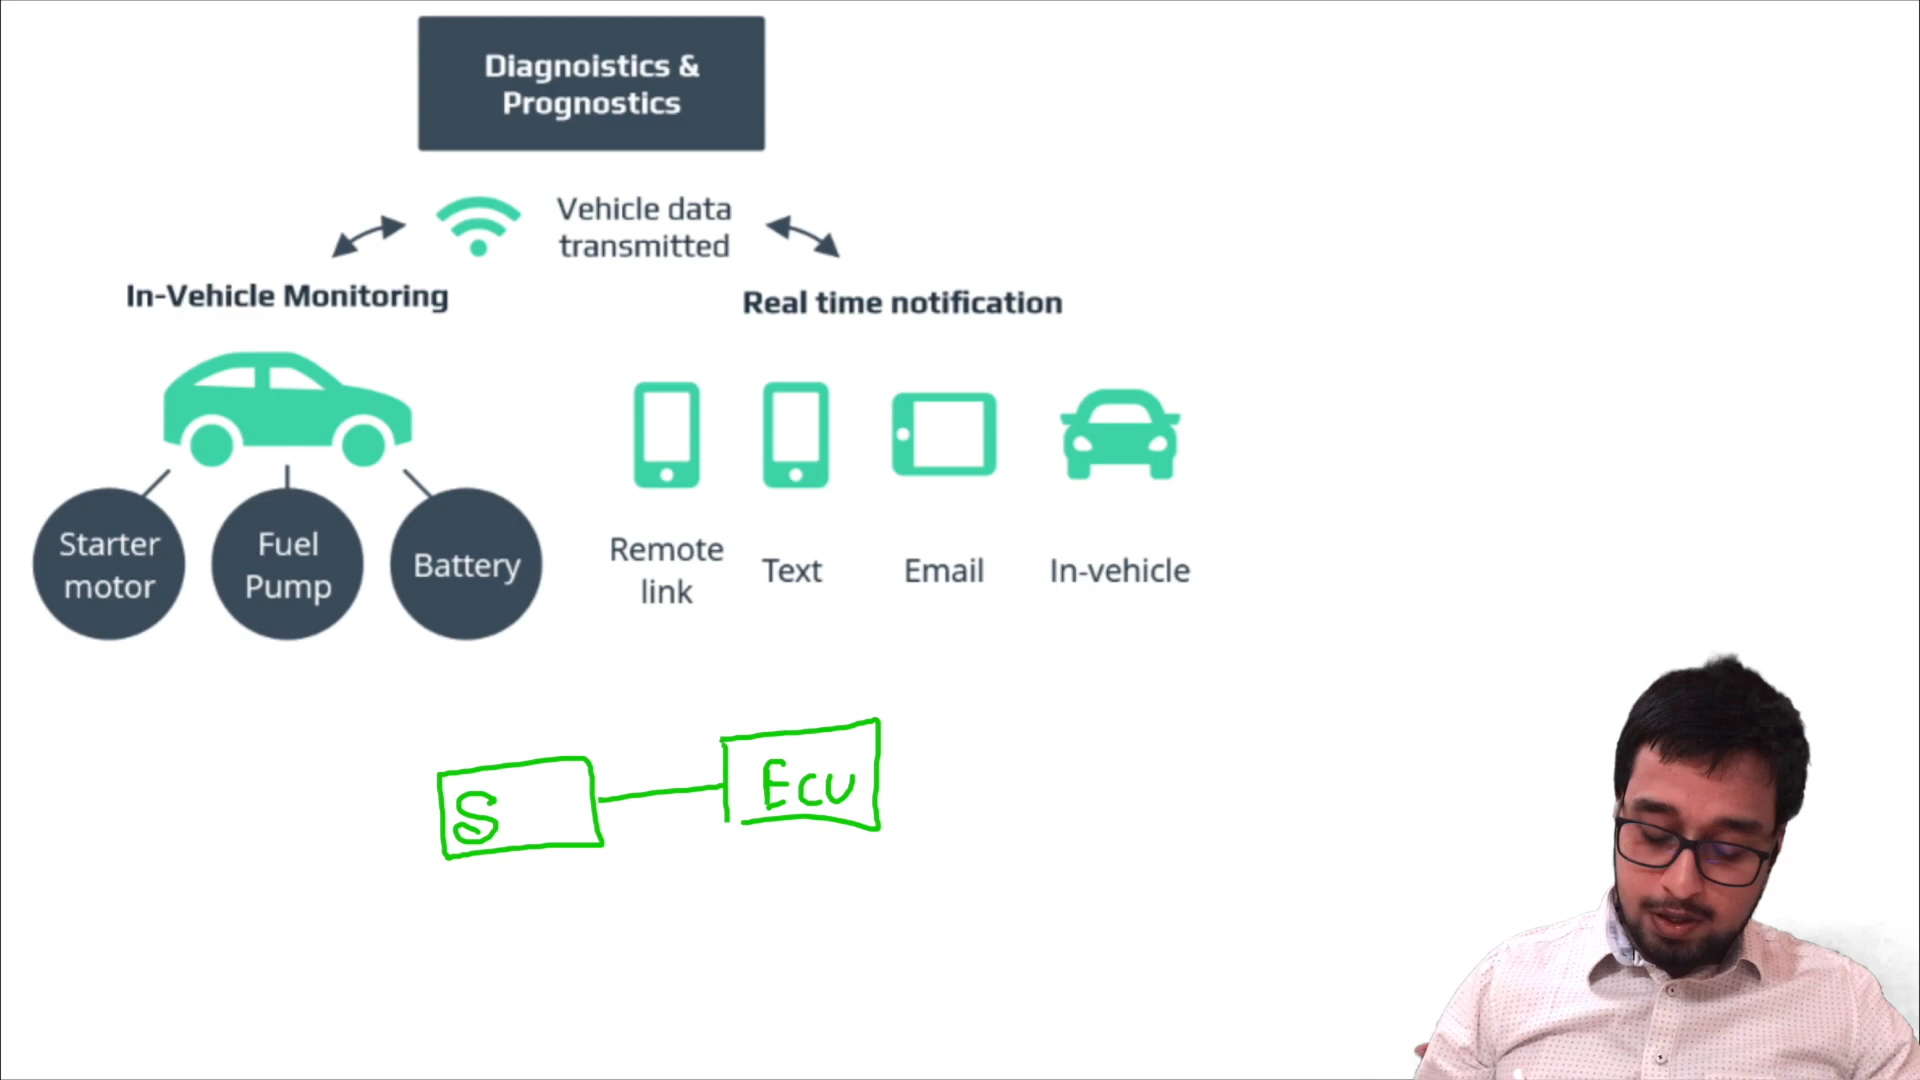 Diagnoistics &
Prognostics
Vehicle data
transmitted
In-Vehicle Monitoring
Real time notification
Starter
motor
Fuel
Pump
Battery
Remote
link
Text
Email
In-vehicle
S
ECU